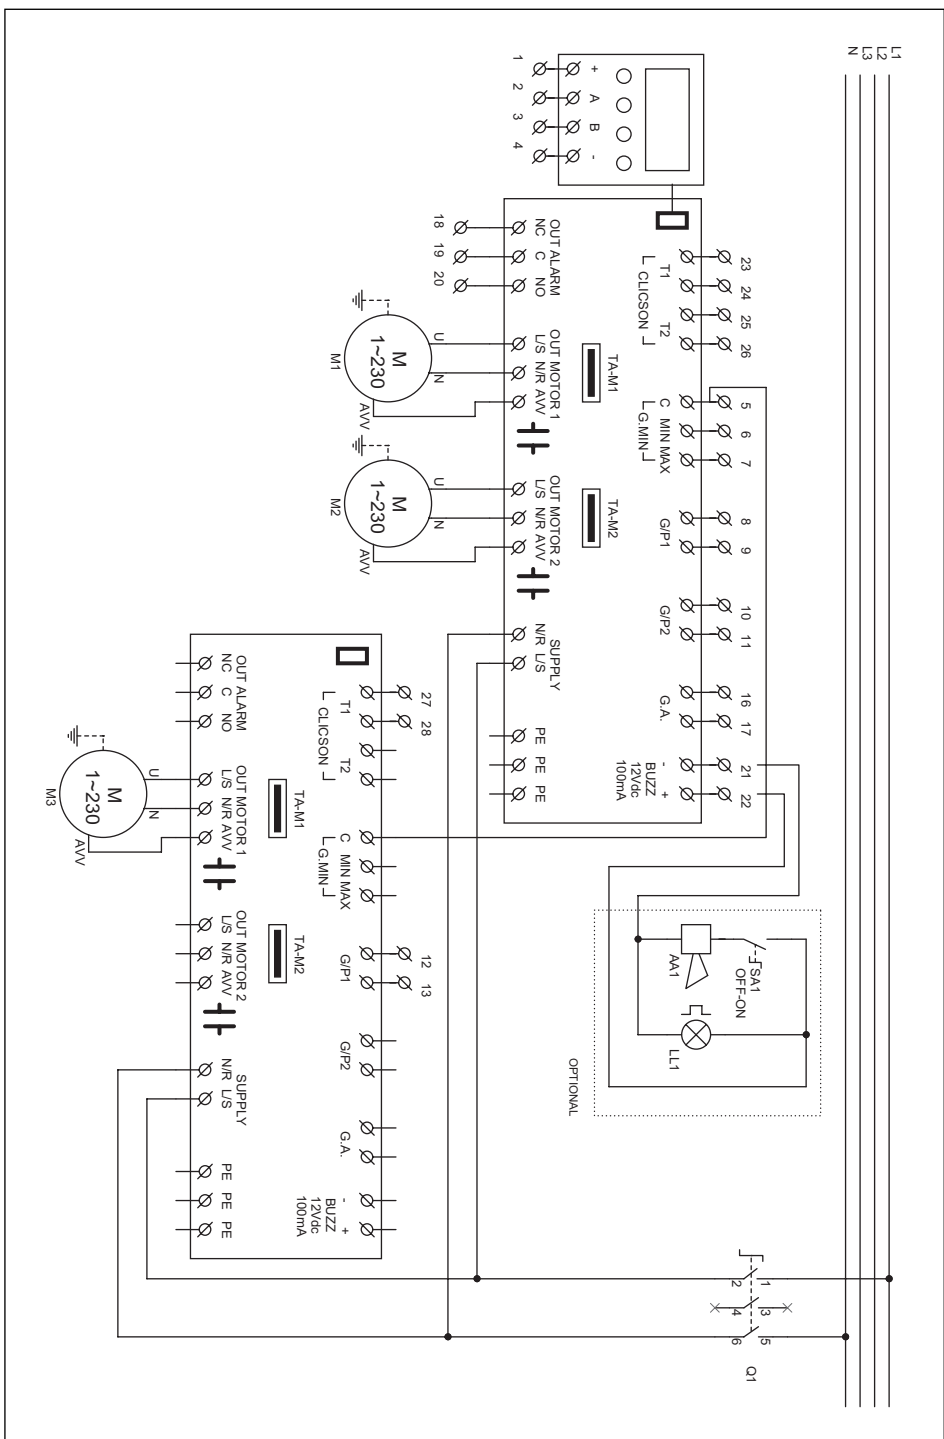 L1
L2
L3
N
1 2
3 4
5 6
Q1
SA1
OFF-ON
AA1
LL1
OPTIONAL
23 24 25 26 5 6 7 8 9 10 11 16 17 21 22
T1 T2 C MIN MAX G/P1 G/P2 G.A. - +
CLICSON G.MIN BUZZ
12Vdc
100mA
+ A B -
1 2 3 4
TA-M1 TA-M2
OUT ALARM OUT MOTOR 1 OUT MOTOR 2 SUPPLY
NC C NO L/S N/R AVV L/S N/R AVV N/R L/S PE PE PE
18 19 20
U N AVV
M
1~230
M1
U N AVV
M
1~230
M2
27 28 12 13
T1 T2 C MIN MAX G/P1 G/P2 G.A. - +
CLICSON G.MIN BUZZ
12Vdc
100mA
TA-M1 TA-M2
OUT ALARM OUT MOTOR 1 OUT MOTOR 2 SUPPLY
NC C NO L/S N/R AVV L/S N/R AVV N/R L/S PE PE PE
U N AVV
M
1~230
M3